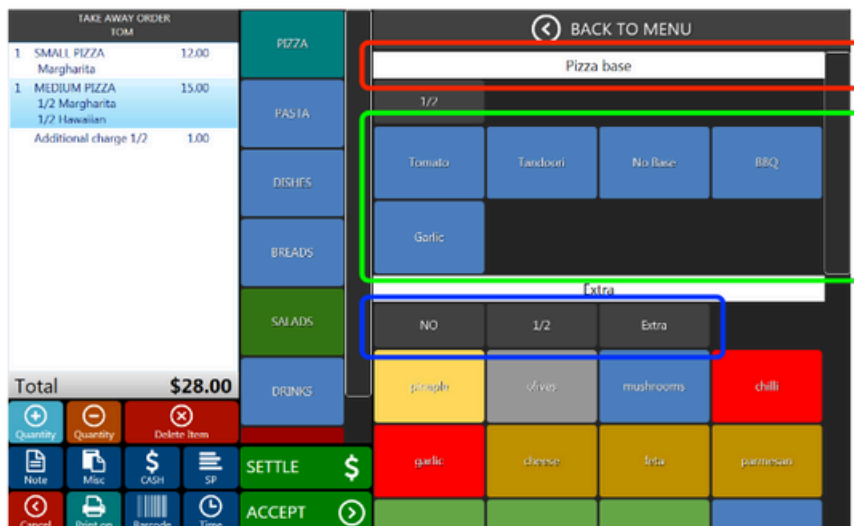 TAKE AWAY ORDER
TOM
1 SMALL PIZZA 12.00
Margharita
1 MEDIUM PIZZA 15.00
1/2 Margharita
1/2 Hawaiian
Additional charge 1/2 1.00
Total $28.00
Quantity
Quantity
Delete Item
Note
Misc
$
CASH
SP
Cancel
Print on
Barcode
Time
PIZZA
PASTA
DISHES
BREADS
SALADS
DRINKS
SETTLE $
ACCEPT
BACK TO MENU
Pizza base
1/2
Tomato Tandoori No Base BBQ
Garlic
Extra
NO 1/2 Extra
olives mushrooms chilli
garlic cheese feta parmesan